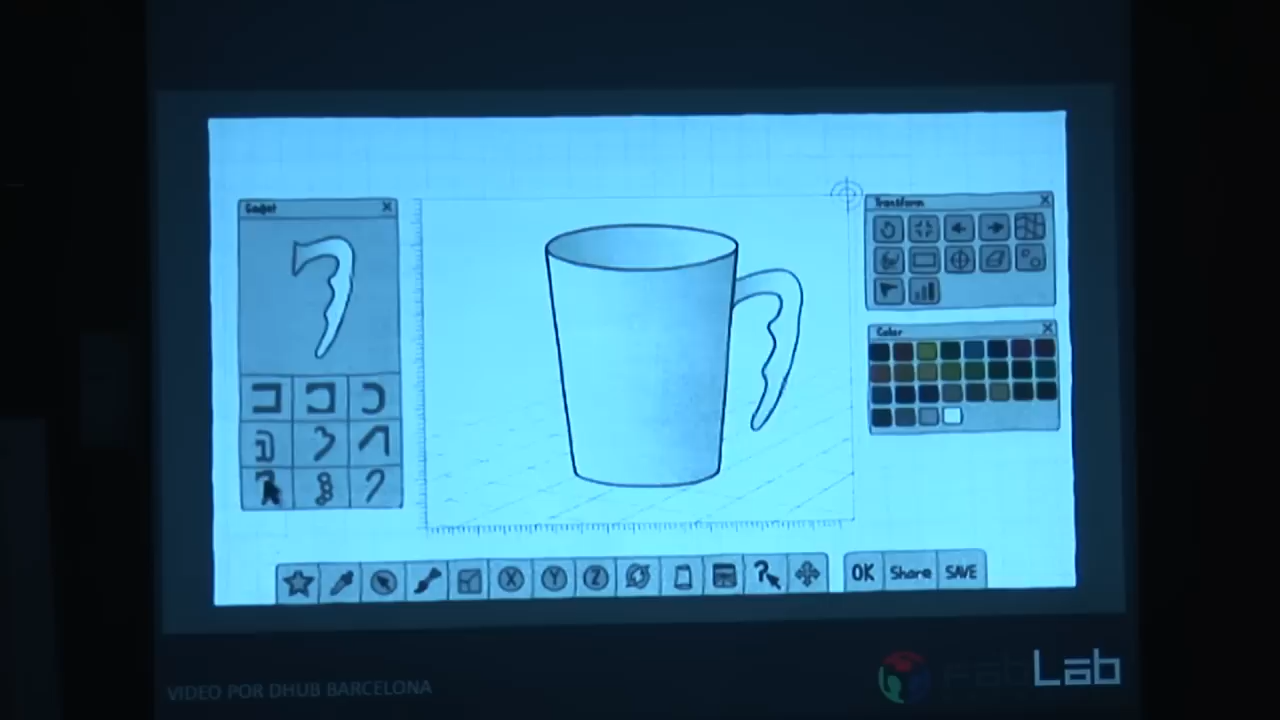 Gadget
Transform
Color
X
Y
Z
?
OK
Share
SAVE
VIDEO POR DHUB BARCELONA
fabLab